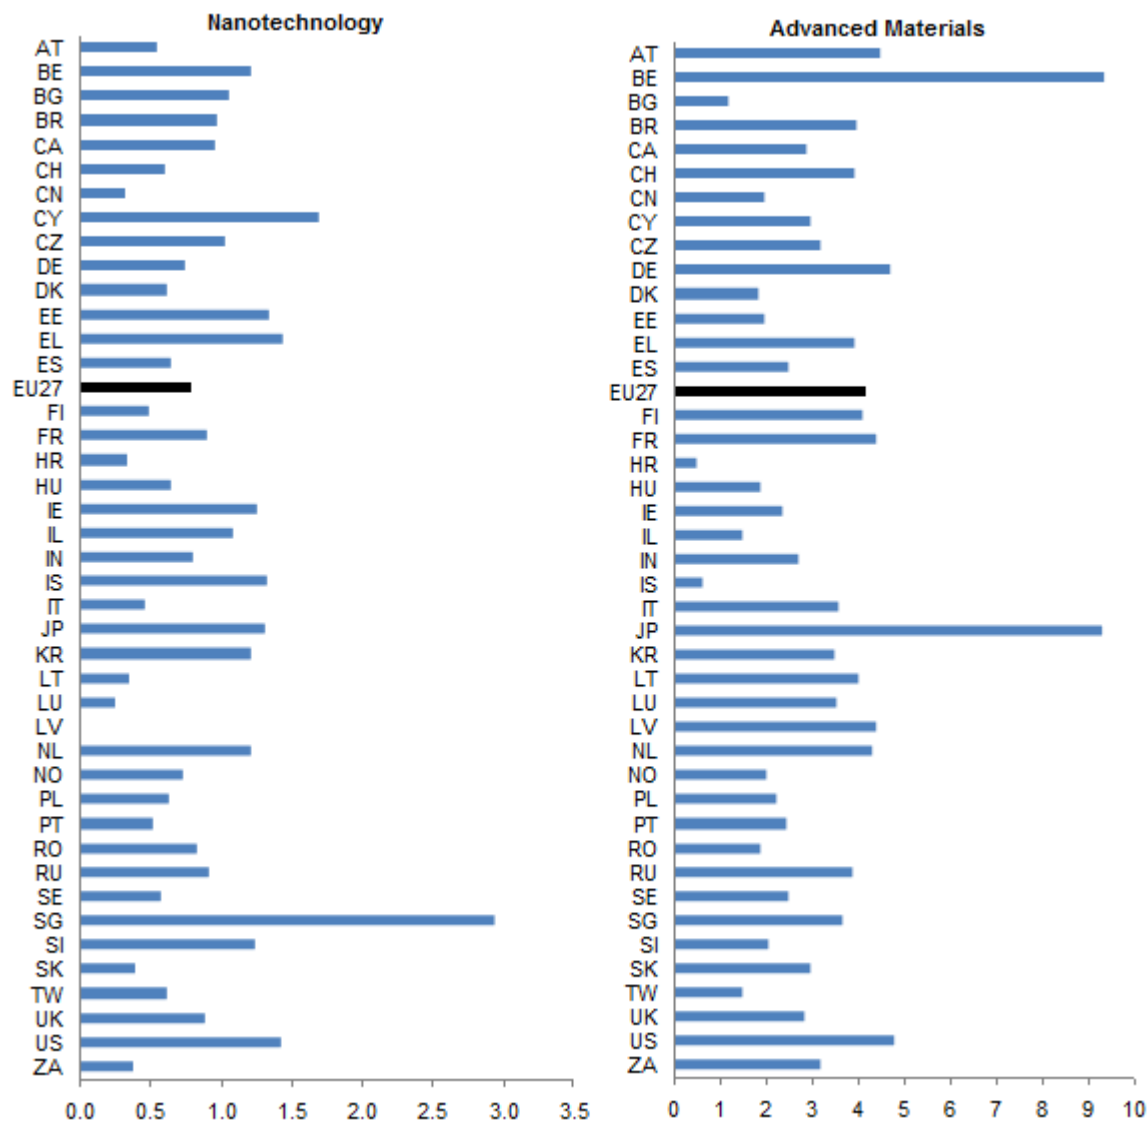 Nanotechnology
AT
BE
BG
BR
CA
CH
CN
CY
CZ
DE
DK
EE
EL
ES
EU27
FI
FR
HR
HU
IE
IL
IN
IS
IT
JP
KR
LT
LU
LV
NL
NO
PL
PT
RO
RU
SE
SG
SI
SK
TW
UK
US
ZA
0.0 0.5 1.0 1.5 2.0 2.5 3.0 3.5
Advanced Materials
AT
BE
BG
BR
CA
CH
CN
CY
CZ
DE
DK
EE
EL
ES
EU27
FI
FR
HR
HU
IE
IL
IN
IS
IT
JP
KR
LT
LU
LV
NL
NO
PL
PT
RO
RU
SE
SG
SI
SK
TW
UK
US
ZA
0 1 2 3 4 5 6 7 8 9 10